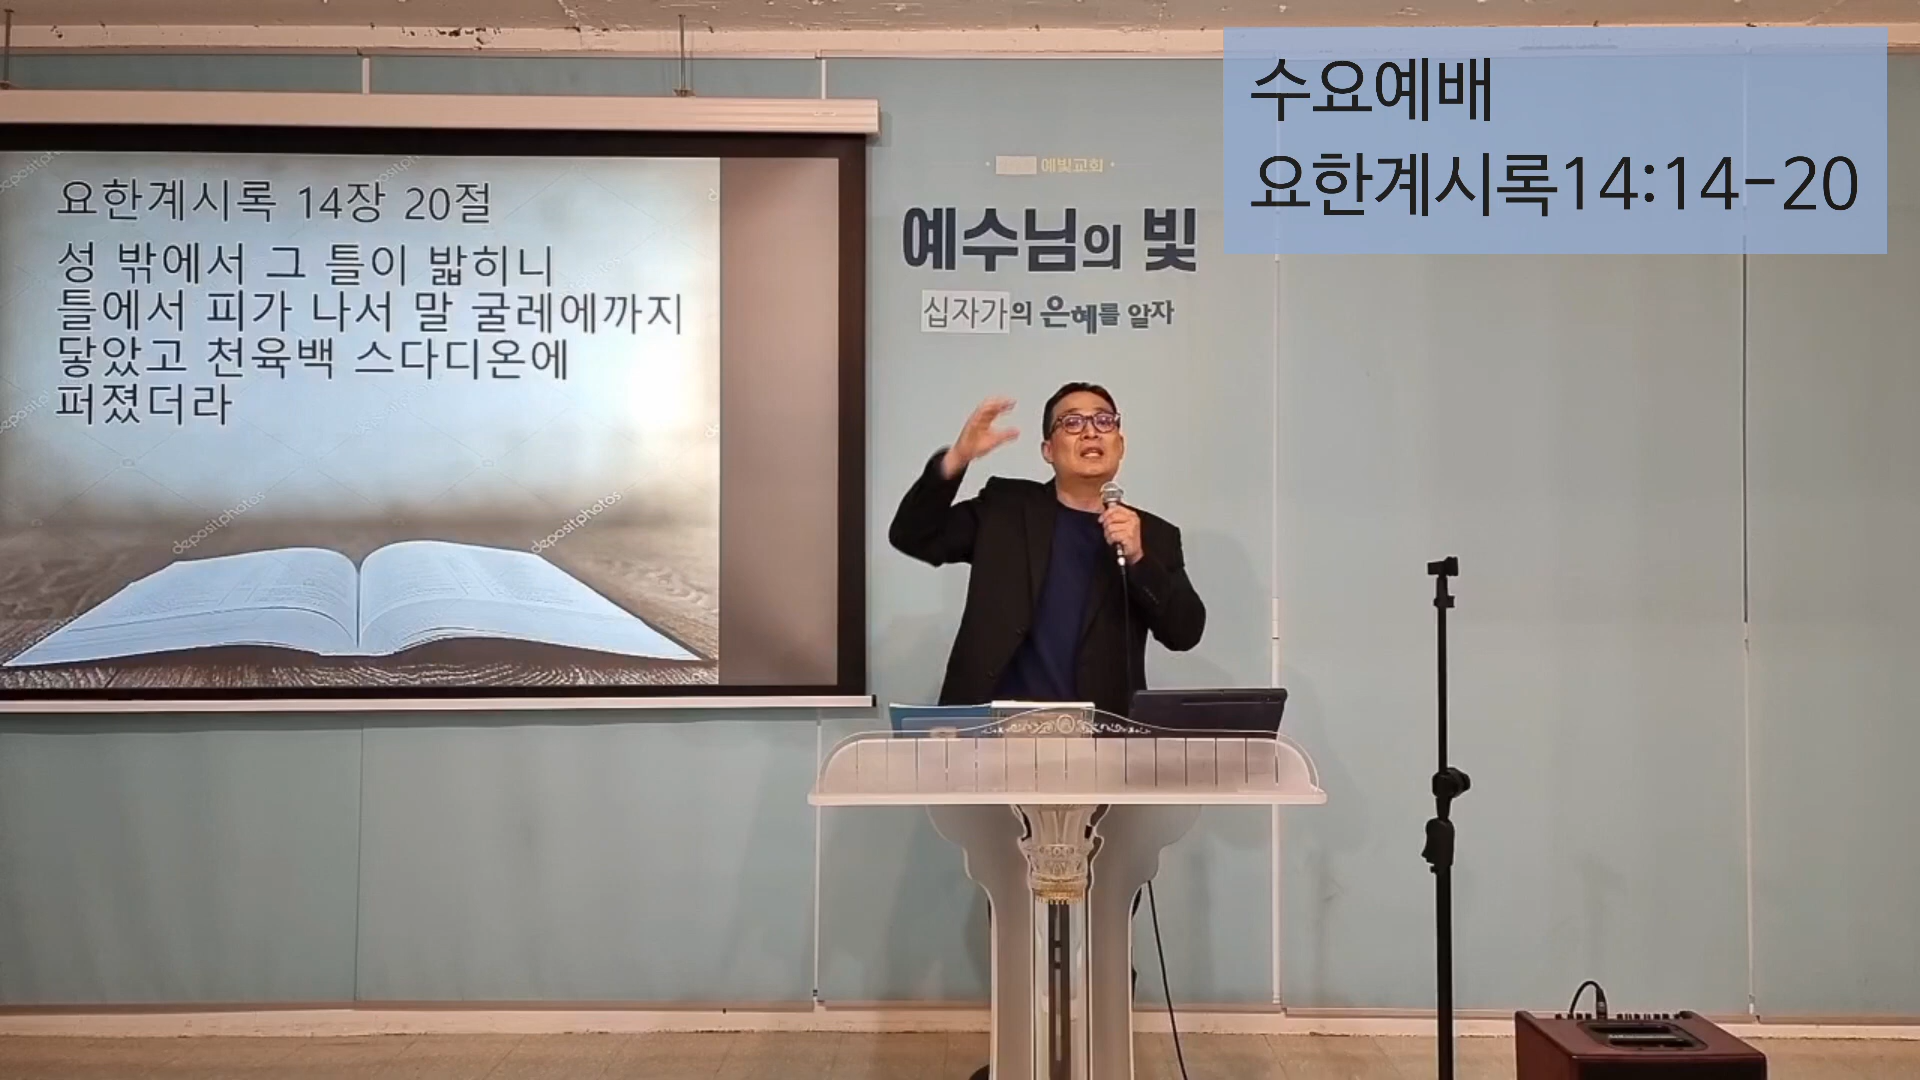 수요예배
요한계시록14:14-20
요한계시록 14장 20절
성 밖에서 그 틀이 밟히니
틀에서 피가 나서 말 굴레에까지
닿았고 천육백 스다디온에
퍼졌더라
depositphotos
depositphotos
예빛교회
예수님의 빛
십자가의 은혜를 알자